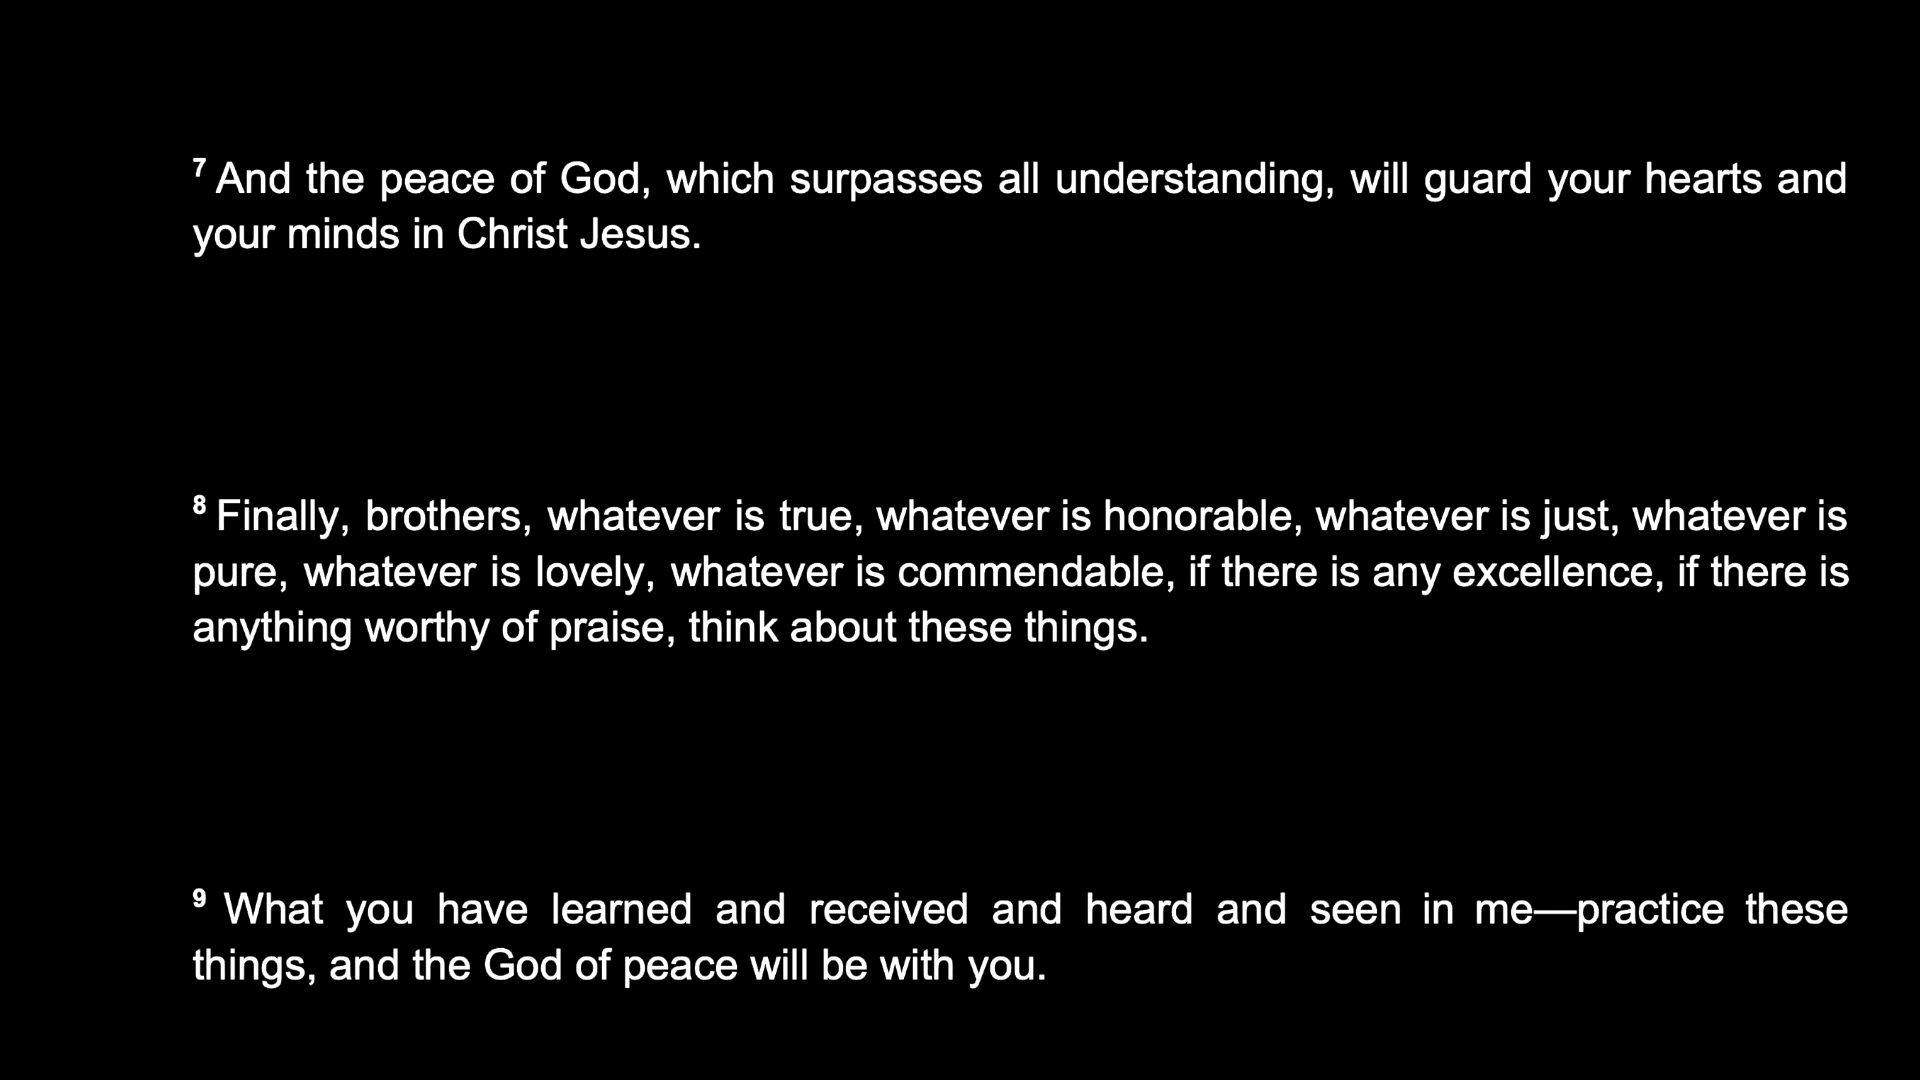 7 And the peace of God, which surpasses all understanding, will guard your hearts and
your minds in Christ Jesus.
8 Finally, brothers, whatever is true, whatever is honorable, whatever is just, whatever is
pure, whatever is lovely, whatever is commendable, if there is any excellence, if there is
anything worthy of praise, think about these things.
9 What you have learned and received and heard and seen in me—practice these
things, and the God of peace will be with you.